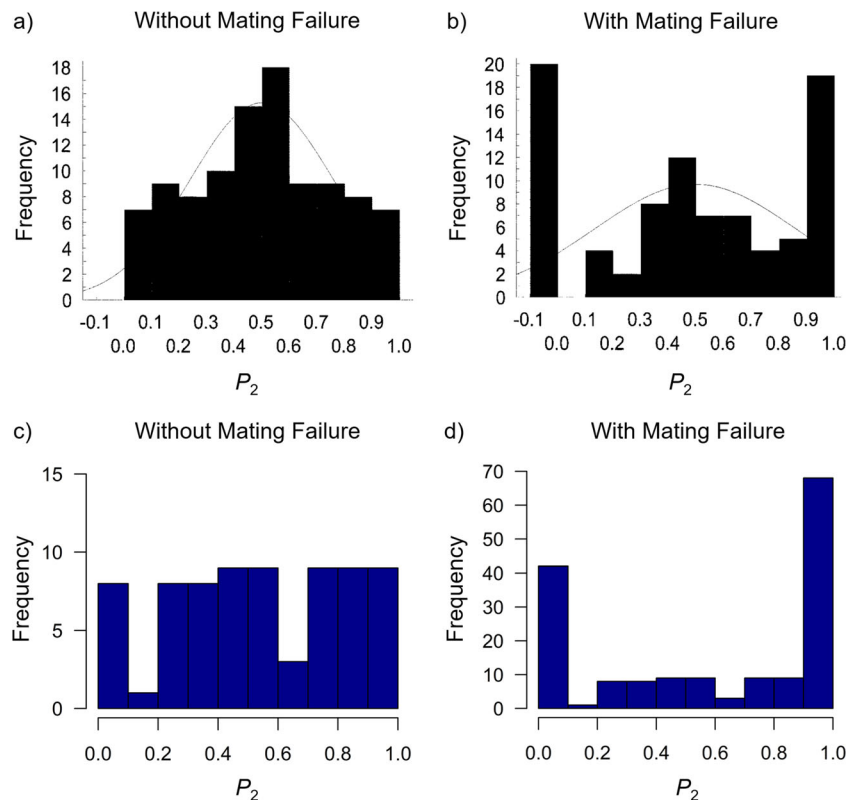 a) Without Mating Failure
Frequency
18
16
14
12
10
8
6
4
2
0
-0.1 0.1 0.3 0.5 0.7 0.9
0.0 0.2 0.4 0.6 0.8 1.0
P2
b) With Mating Failure
Frequency
20
18
16
14
12
10
8
6
4
2
0
-0.1 0.1 0.3 0.5 0.7 0.9
0.0 0.2 0.4 0.6 0.8 1.0
P2
c) Without Mating Failure
Frequency
15
10
5
0
0.0 0.2 0.4 0.6 0.8 1.0
P2
d) With Mating Failure
Frequency
70
60
50
40
30
20
10
0
0.0 0.2 0.4 0.6 0.8 1.0
P2